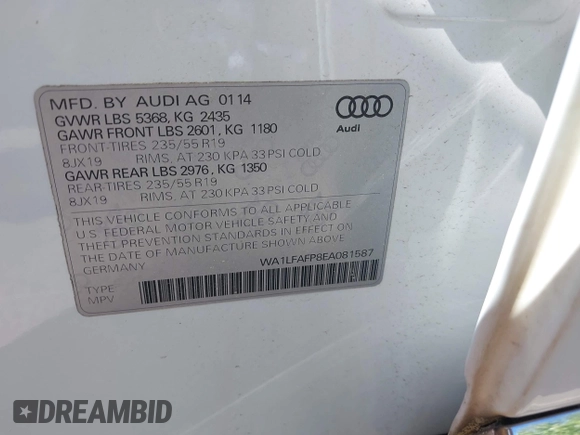 MFD. BY AUDI AG 01 14
GVWR LBS 5368, KG 2435
GAWR FRONT LBS 2601, KG 1180
FRONT-TIRES 235/55 R19
8JX19 RIMS, AT 230 KPA 33 PSI COLD
GAWR REAR LBS 2976, KG 1350
REAR-TIRES 235/55 R19
8JX19 RIMS, AT 230 KPA 33 PSI COLD
Audi
THIS VEHICLE CONFORMS TO ALL APPLICABLE
U.S. FEDERAL MOTOR VEHICLE SAFETY AND
THEFT PREVENTION STANDARDS IN EFFECT ON
THE DATE OF MANUFACTURE SHOWN ABOVE
GERMANY
WA1LFAFP8EA081587
TYPE
MPV
DREAMBID